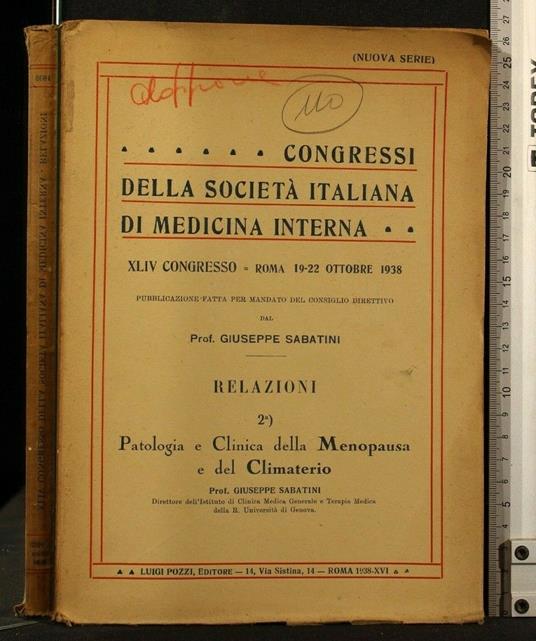 (NUOVA SERIE)
doppione
110
CONGRESSI
DELLA SOCIETÀ ITALIANA
DI MEDICINA INTERNA
XLIV CONGRESSO = ROMA 19-22 OTTOBRE 1938
PUBBLICAZIONE FATTA PER MANDATO DEL CONSIGLIO DIRETTIVO
DAL
Prof. GIUSEPPE SABATINI
RELAZIONI
2ª)
Patologia e Clinica della Menopausa
e del Climaterio
Prof. GIUSEPPE SABATINI
Direttore dell'Istituto di Clinica Medica Generale e Terapia Medica
della R. Università di Genova.
LUIGI POZZI, EDITORE — 14, Via Sistina, 14 — ROMA 1938-XVI